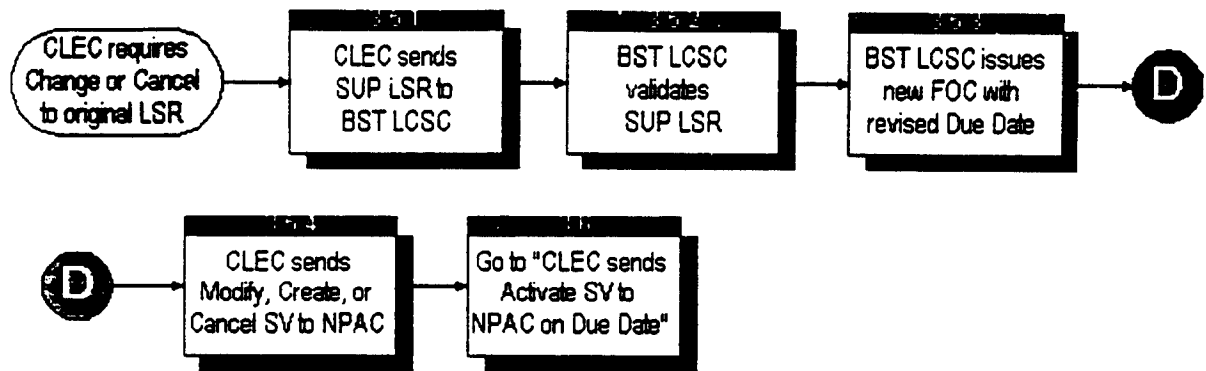 CLEC requires
Change or Cancel
to original LSR
CLEC sends
SUP LSR to
BST LCSC
BST LCSC
validates
SUP LSR
BST LCSC issues
new FOC with
revised Due Date
D
D
CLEC sends
Modify, Create, or
Cancel SV to NPAC
Go to "CLEC sends
Activate SV to
NPAC on Due Date"